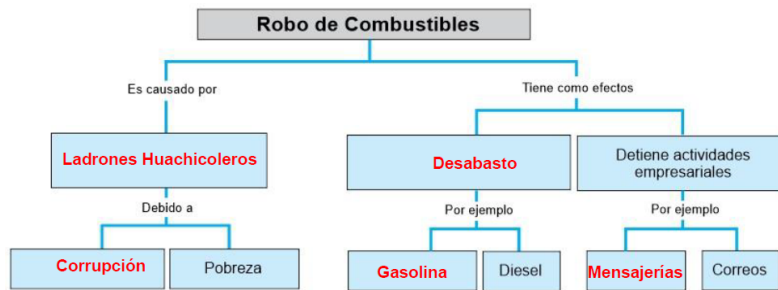 Robo de Combustibles
Es causado por
Tiene como efectos
Ladrones Huachicoleros
Desabasto
Detiene actividades
empresariales
Debido a
Por ejemplo
Por ejemplo
Corrupción
Pobreza
Gasolina
Diesel
Mensajerías
Correos